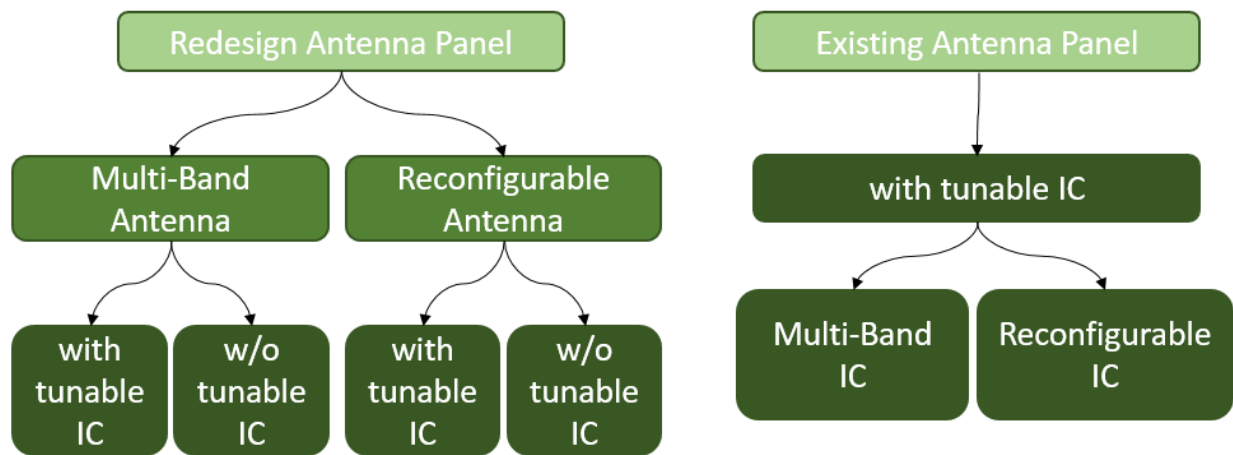 Redesign Antenna Panel
Multi-Band
Antenna
Reconfigurable
Antenna
with
tunable
IC
w/o
tunable
IC
with
tunable
IC
w/o
tunable
IC
Existing Antenna Panel
with tunable IC
Multi-Band
IC
Reconfigurable
IC